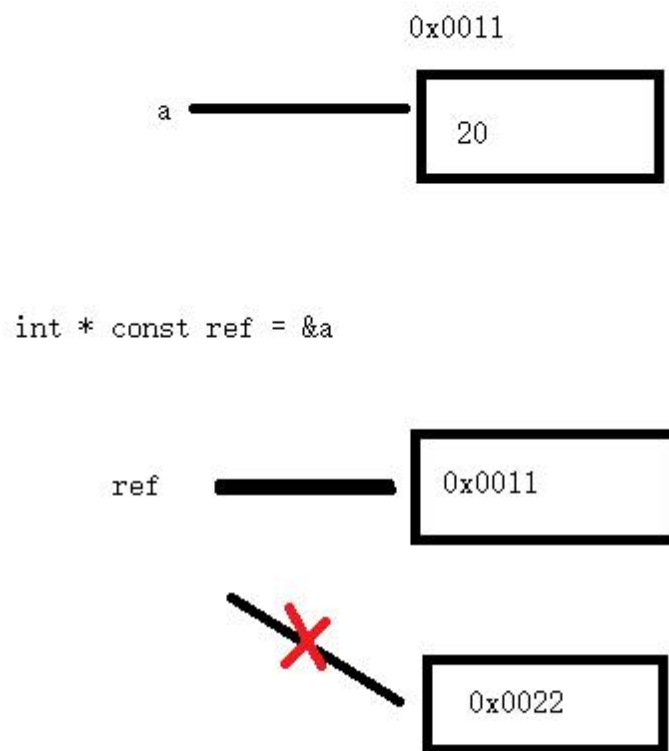 0x0011
a
20
int * const ref = &a
ref
0x0011
0x0022